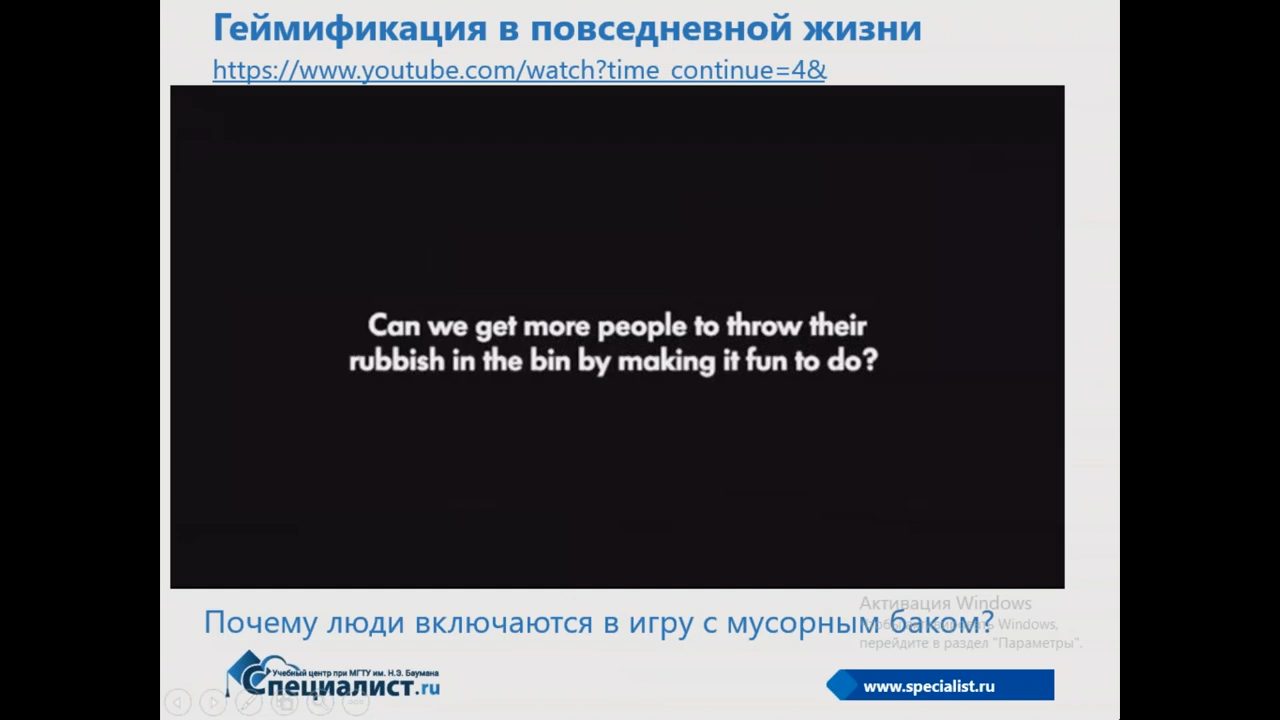 Геймификация в повседневной жизни
https://www.youtube.com/watch?time_continue=4&
Can we get more people to throw their
rubbish in the bin by making it fun to do?
Почему люди включаются в игру с мусорным баком?
Активация Windows
Windows,
перейдите в раздел "Параметры".
Учебный центр при МГТУ им. Н.Э. Баумана
Специалист.ru
www.specialist.ru